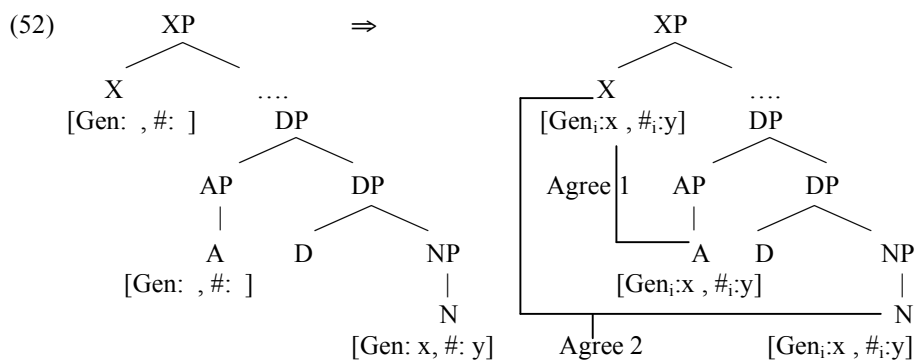 (52) XP ⇒ XP
X …. X ….
[Gen: , #: ] DP [Genᵢ:x , #ᵢ:y] DP
AP DP Agree 1 AP DP
A D NP A D NP
[Gen: , #: ] [Genᵢ:x , #ᵢ:y]
N N
[Gen: x, #: y] Agree 2 [Genᵢ:x , #ᵢ:y]